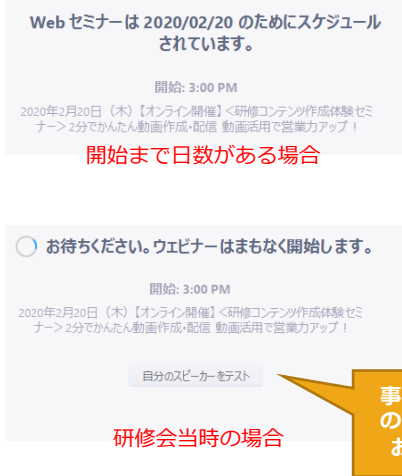 Web セミナーは 2020/02/20 のためにスケジュール
されています。
開始: 3:00 PM
2020年2月20日（木）【オンライン開催】＜研修コンテンツ作成体験セミ
ナー＞2分でかんたん動画作成・配信 動画活用で営業力アップ！
開始まで日数がある場合
お待ちください。ウェビナーはまもなく開始します。
開始: 3:00 PM
2020年2月20日（木）【オンライン開催】＜研修コンテンツ作成体験セミ
ナー＞2分でかんたん動画作成・配信 動画活用で営業力アップ！
自分のスピーカーをテスト
事
の
お
研修会当時の場合